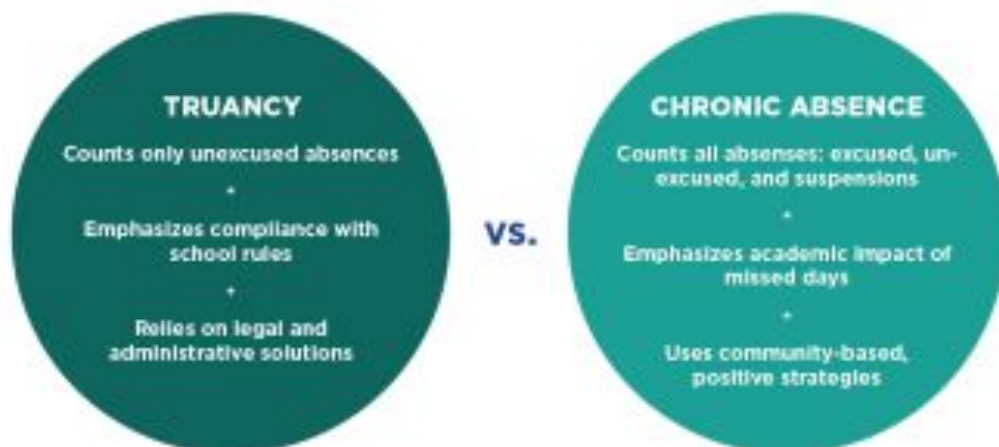 TRUANCY
Counts only unexcused absences
+
Emphasizes compliance with
school rules
+
Relies on legal and
administrative solutions
VS.
CHRONIC ABSENCE
Counts all absenses: excused, un-
excused, and suspensions
+
Emphasizes academic impact of
missed days
+
Uses community-based,
positive strategies